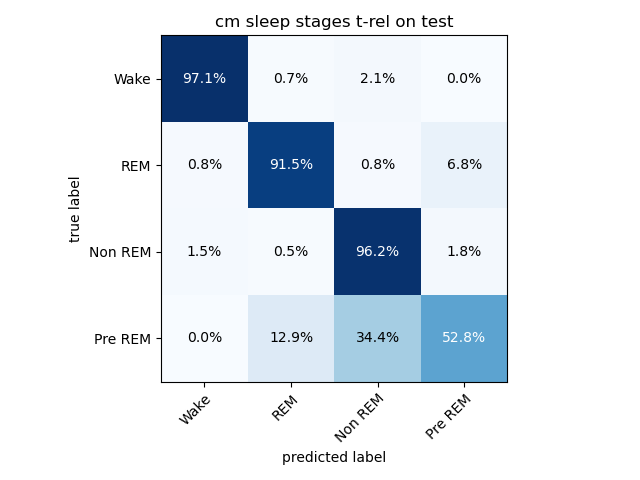 cm sleep stages t-rel on test
Wake 97.1% 0.7% 2.1% 0.0%
REM 0.8% 91.5% 0.8% 6.8%
Non REM 1.5% 0.5% 96.2% 1.8%
Pre REM 0.0% 12.9% 34.4% 52.8%
true label
Wake REM Non REM Pre REM
predicted label